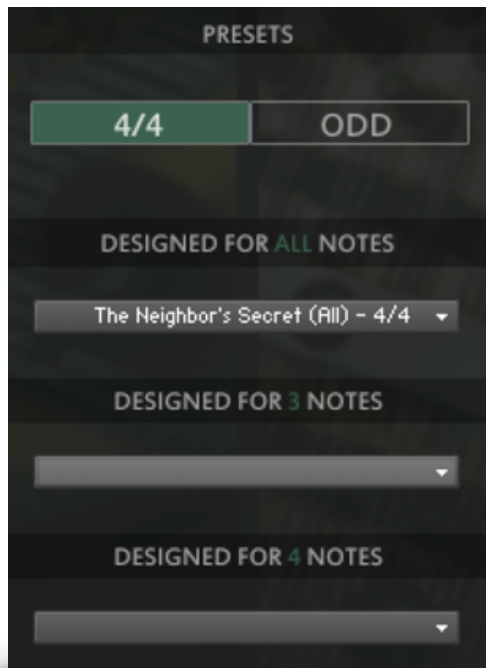 PRESETS
4/4 ODD
DESIGNED FOR ALL NOTES
The Neighbor's Secret (All) - 4/4
DESIGNED FOR 3 NOTES
DESIGNED FOR 4 NOTES